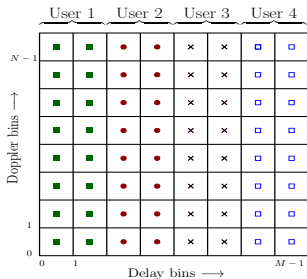 User 1 User 2 User 3 User 4
N−1
Doppler bins →
1
0
0 1 M−1
Delay bins →